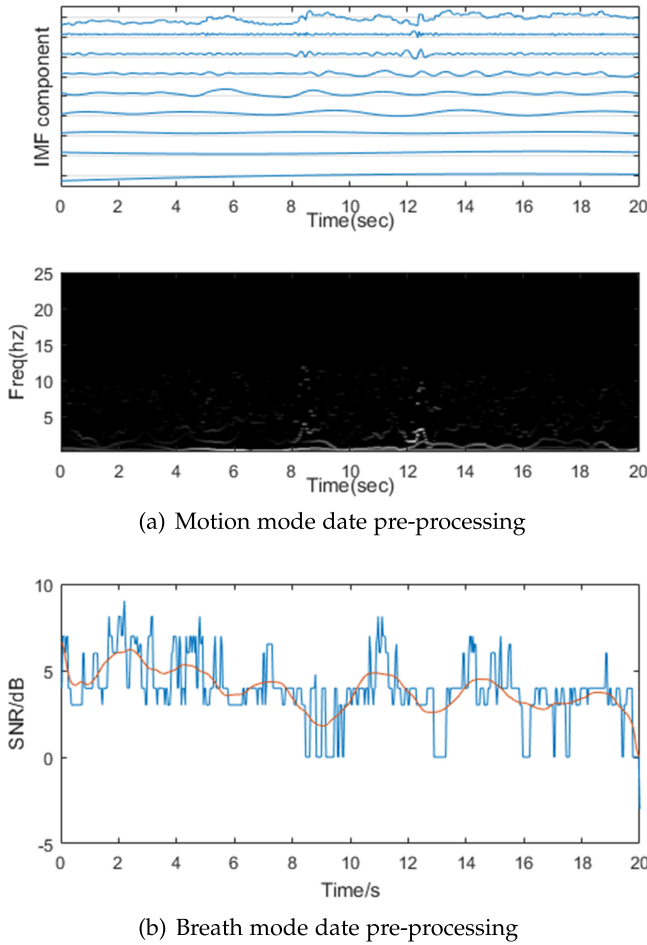 IMF component
0 2 4 6 8 10 12 14 16 18 20
Time(sec)
25
20
15
10
5
Freq(hz)
0 2 4 6 8 10 12 14 16 18 20
Time(sec)
(a) Motion mode date pre-processing
10
5
0
-5
SNR/dB
0 2 4 6 8 10 12 14 16 18 20
Time/s
(b) Breath mode date pre-processing